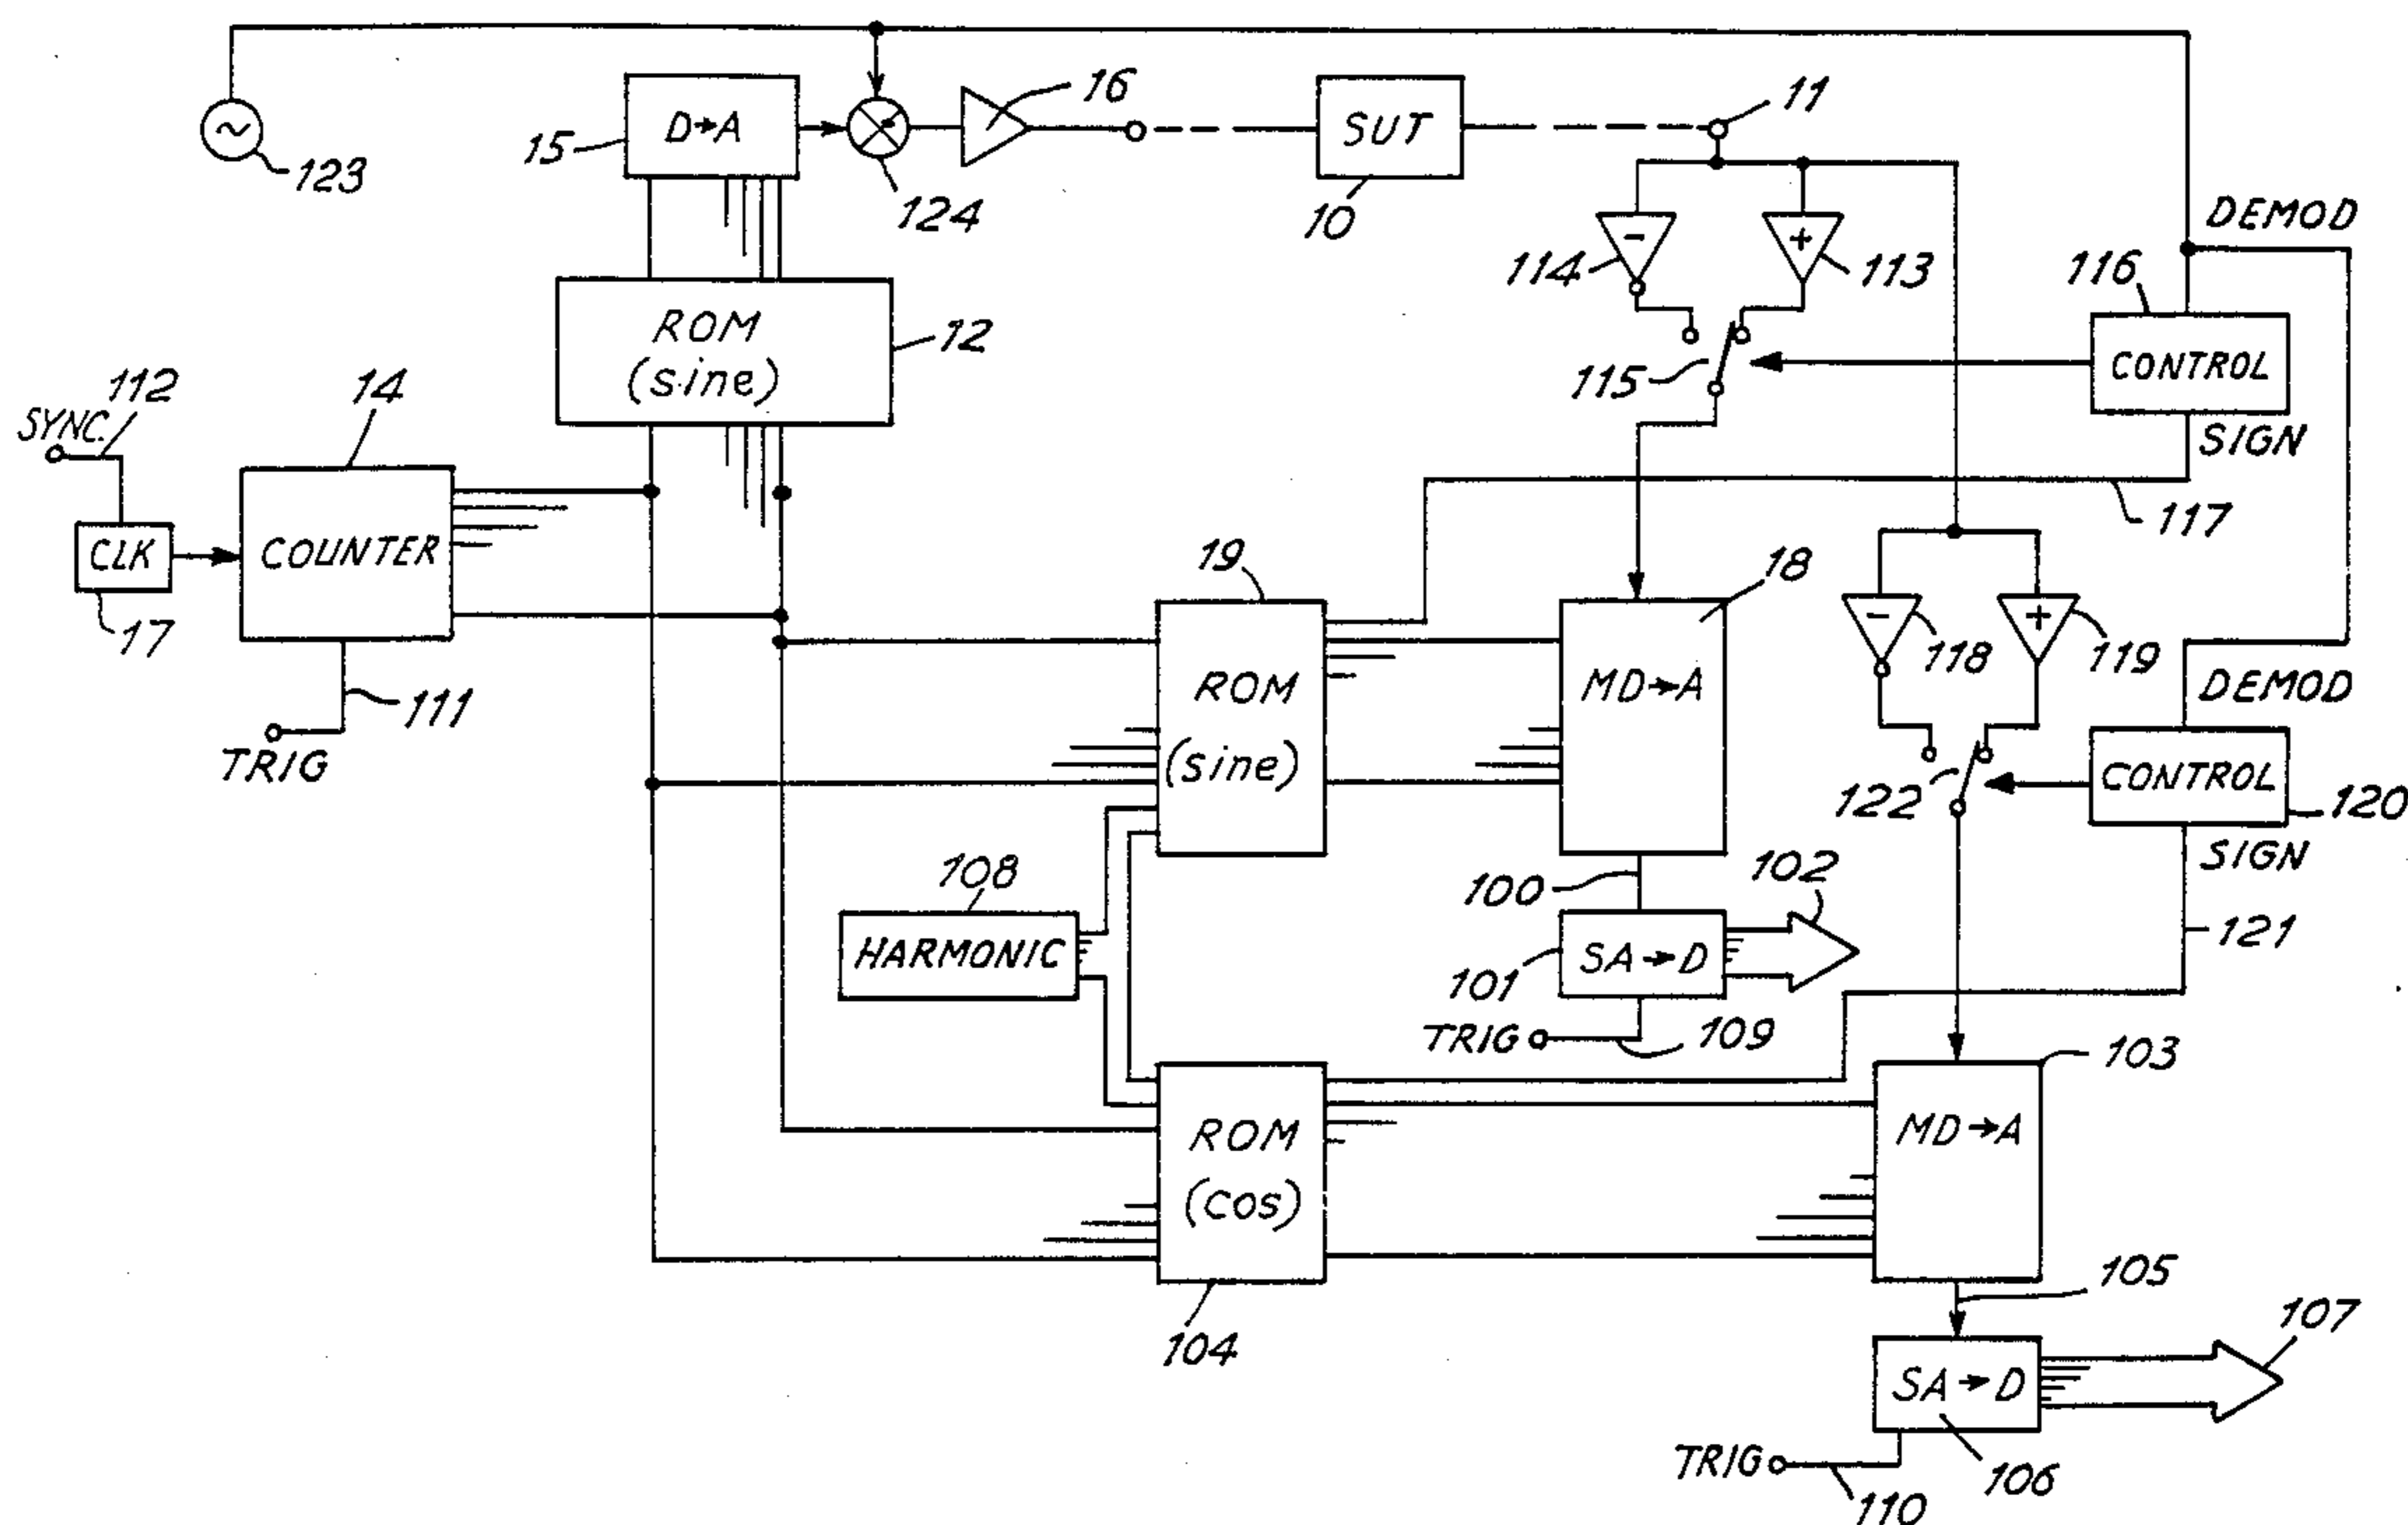 16
11
D→A
SUT
15
123
124
10
DEMOD
114
-
+
113
116
ROM
(sine)
12
115
CONTROL
SYNC.
112
14
SIGN
117
CLK
COUNTER
17
19
18
-
+
118
119
111
TRIG
ROM
(sine)
MD→A
DEMOD
122
CONTROL
120
108
100
102
SIGN
HARMONIC
101
SA→D
121
TRIG
109
103
ROM
(cos)
MD→A
104
105
107
SA→D
TRIG
106
110